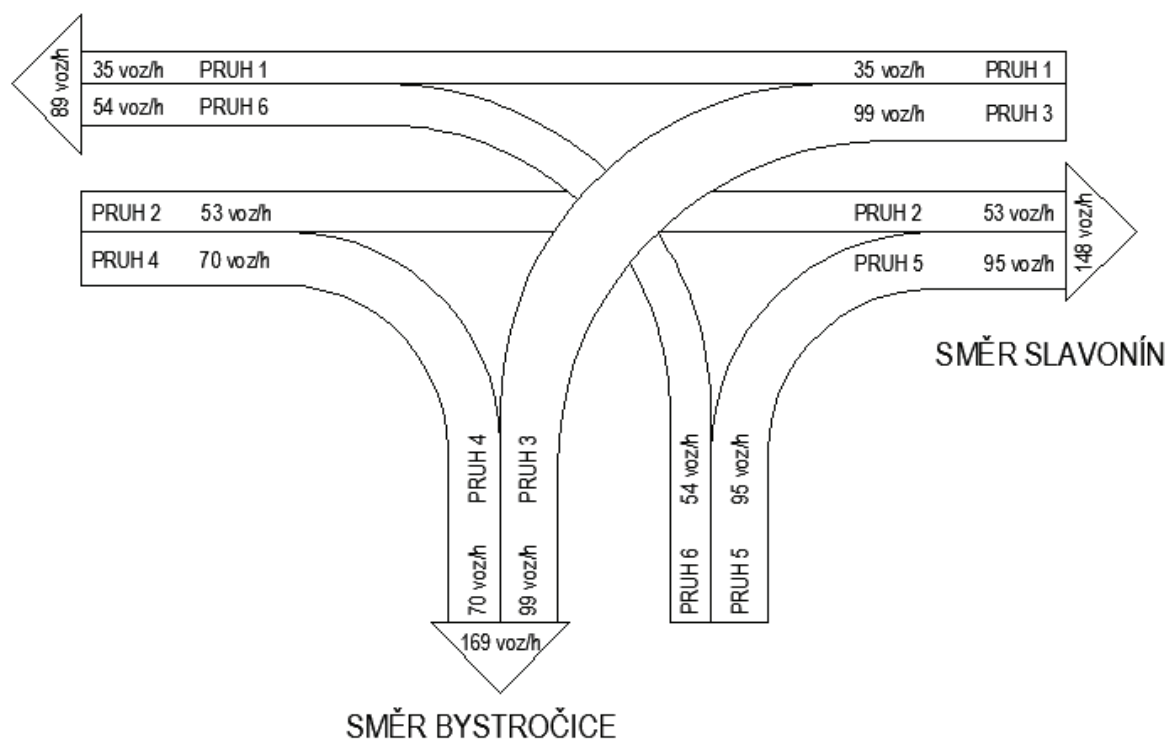 89 voz/h
35 voz/h PRUH 1
35 voz/h PRUH 1
54 voz/h PRUH 6
99 voz/h PRUH 3
PRUH 2 53 voz/h
PRUH 2 53 voz/h
PRUH 4 70 voz/h
PRUH 5 95 voz/h
148 voz/h
SMĚR SLAVONÍN
70 voz/h PRUH 4
99 voz/h PRUH 3
PRUH 6 54 voz/h
PRUH 5 95 voz/h
169 voz/h
SMĚR BYSTROČICE